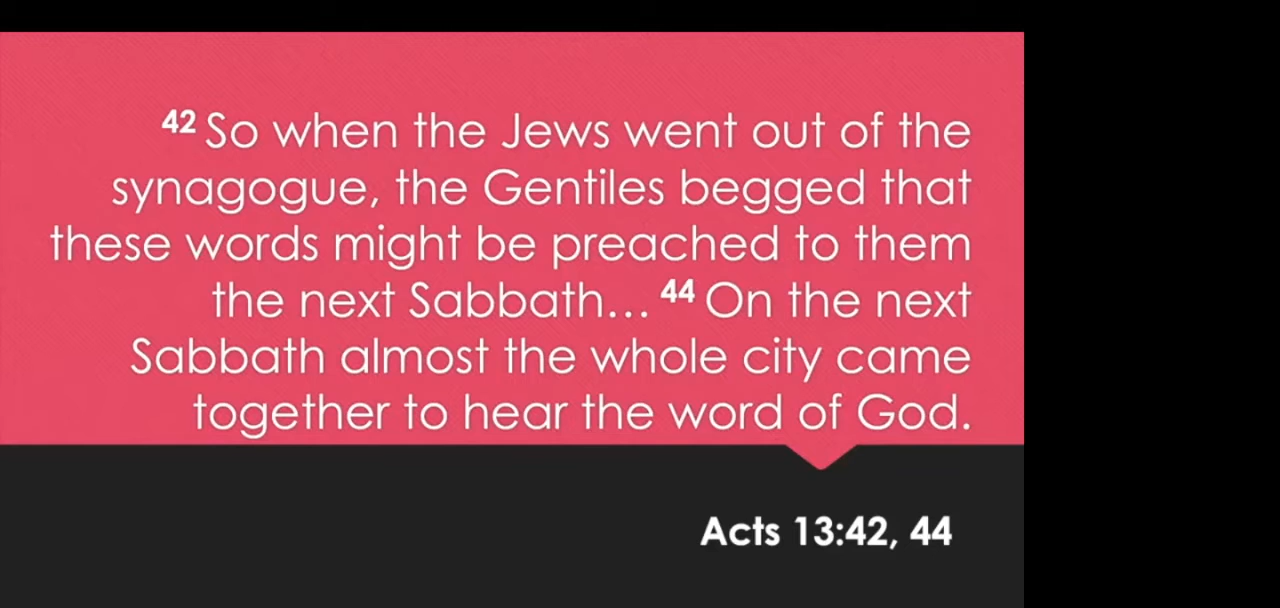 42 So when the Jews went out of the
synagogue, the Gentiles begged that
these words might be preached to them
the next Sabbath... 44 On the next
Sabbath almost the whole city came
together to hear the word of God.
Acts 13:42, 44